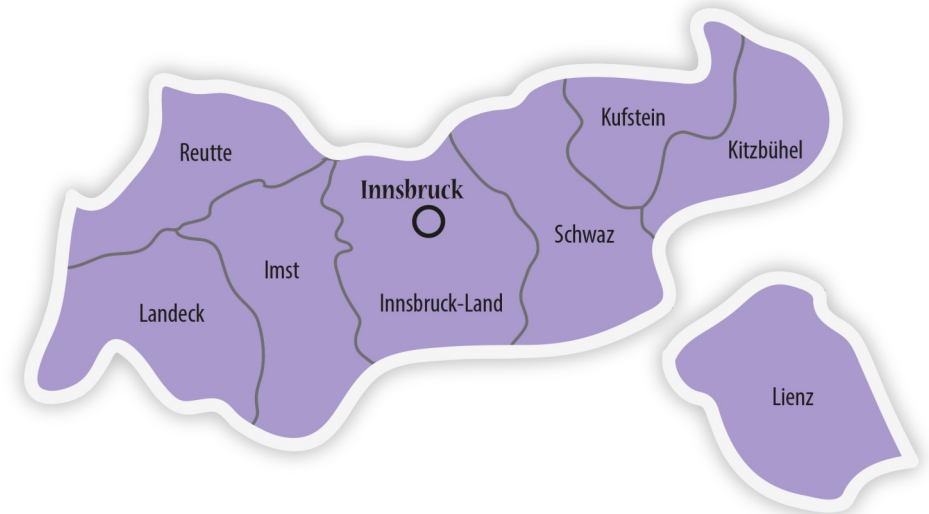 Kufstein
Reutte
Kitzbühel
Innsbruck
Schwaz
Imst
Innsbruck-Land
Landeck
Lienz